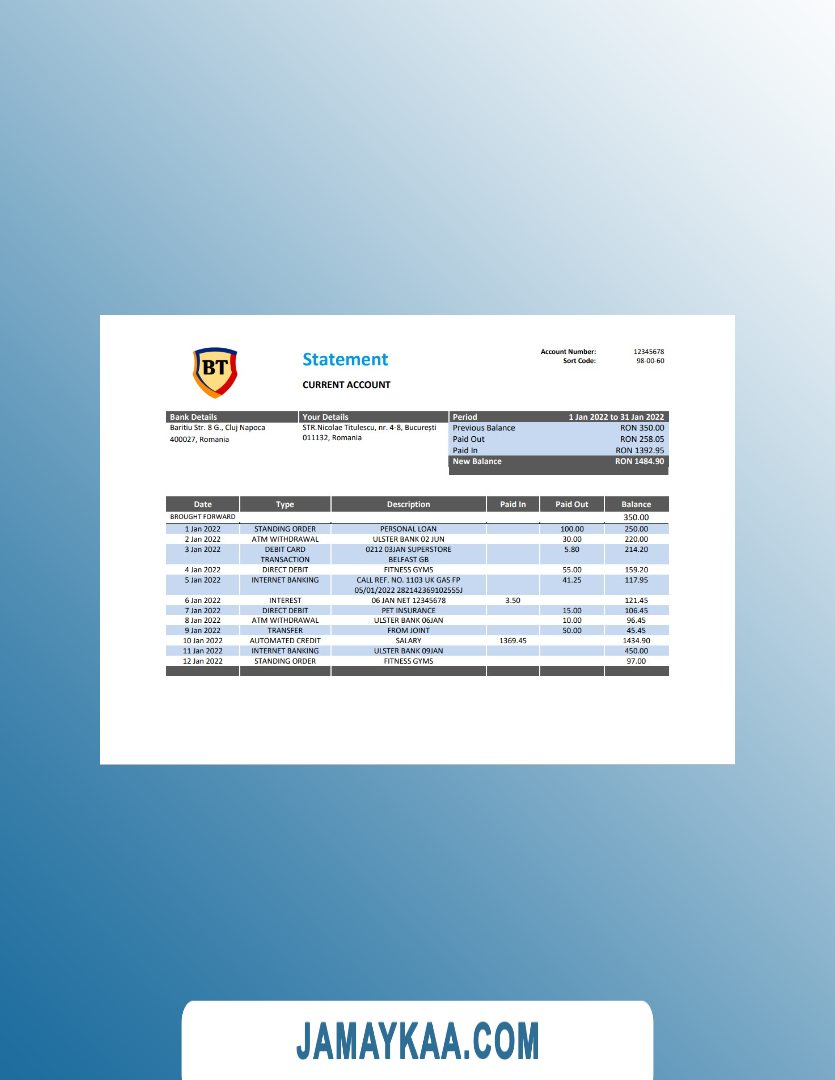 BT
Statement
CURRENT ACCOUNT
Account Number: 12345678
Sort Code: 98-00-60
Bank Details Your Details Period 1 Jan 2022 to 31 Jan 2022
Baritiu Str. 8 G., Cluj Napoca STR.Nicolae Titulescu, nr. 4-8, București Previous Balance RON 350.00
400027, Romania 011132, Romania Paid Out RON 258.05
Paid In RON 1392.95
New Balance RON 1484.90
Date Type Description Paid In Paid Out Balance
BROUGHT FORWARD 350.00
1 Jan 2022 STANDING ORDER PERSONAL LOAN 100.00 250.00
2 Jan 2022 ATM WITHDRAWAL ULSTER BANK 02 JUN 30.00 220.00
3 Jan 2022 DEBIT CARD 0212 03JAN SUPERSTORE 5.80 214.20
TRANSACTION BELFAST GB
4 Jan 2022 DIRECT DEBIT FITNESS GYMS 55.00 159.20
5 Jan 2022 INTERNET BANKING CALL REF. NO. 1103 UK GAS FP 41.25 117.95
05/01/2022 2821423691025S5J
6 Jan 2022 INTEREST 06 JAN NET 12345678 3.50 121.45
7 Jan 2022 DIRECT DEBIT PET INSURANCE 15.00 106.45
8 Jan 2022 ATM WITHDRAWAL ULSTER BANK 06JAN 10.00 96.45
9 Jan 2022 TRANSFER FROM JOINT 50.00 45.45
10 Jan 2022 AUTOMATED CREDIT SALARY 1369.45 1434.90
11 Jan 2022 INTERNET BANKING ULSTER BANK 09JAN 450.00
12 Jan 2022 STANDING ORDER FITNESS GYMS 97.00
JAMAYKAA.COM